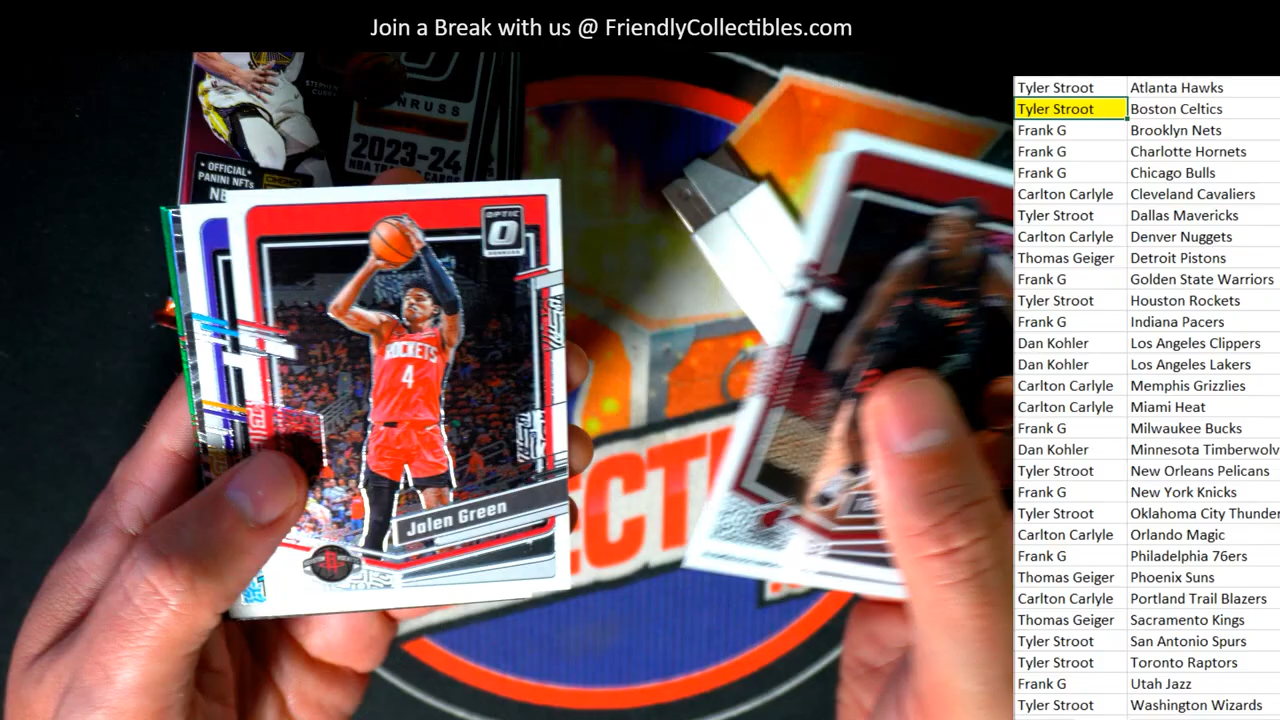 Join a Break with us @ FriendlyCollectibles.com
STEPHEN
CURRY
2023-24
OFFICIAL
PANINI NFTs
OPTIC
DONRUSS
ROCKETS
4
Jalen Green
ECTI
Tyler Stroot Atlanta Hawks
Tyler Stroot Boston Celtics
Frank G Brooklyn Nets
Frank G Charlotte Hornets
Frank G Chicago Bulls
Carlton Carlyle Cleveland Cavaliers
Tyler Stroot Dallas Mavericks
Carlton Carlyle Denver Nuggets
Thomas Geiger Detroit Pistons
Frank G Golden State Warriors
Tyler Stroot Houston Rockets
Frank G Indiana Pacers
Dan Kohler Los Angeles Clippers
Dan Kohler Los Angeles Lakers
Carlton Carlyle Memphis Grizzlies
Carlton Carlyle Miami Heat
Frank G Milwaukee Bucks
Dan Kohler Minnesota Timberwolv
Tyler Stroot New Orleans Pelicans
Frank G New York Knicks
Tyler Stroot Oklahoma City Thunder
Carlton Carlyle Orlando Magic
Frank G Philadelphia 76ers
Thomas Geiger Phoenix Suns
Carlton Carlyle Portland Trail Blazers
Thomas Geiger Sacramento Kings
Tyler Stroot San Antonio Spurs
Tyler Stroot Toronto Raptors
Frank G Utah Jazz
Tyler Stroot Washington Wizards